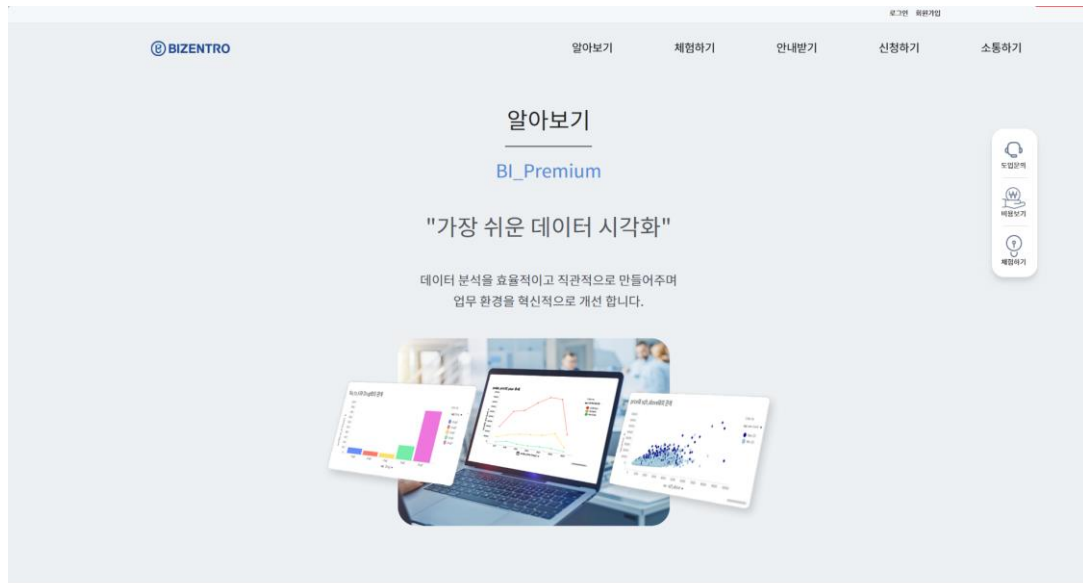 로그인 회원가입
BIZENTRO
알아보기 체험하기 안내받기 신청하기 소통하기
알아보기
BI_Premium
"가장 쉬운 데이터 시각화"
데이터 분석을 효율적이고 직관적으로 만들어주며
업무 환경을 혁신적으로 개선 합니다.
도입문의
비용보기
체험하기